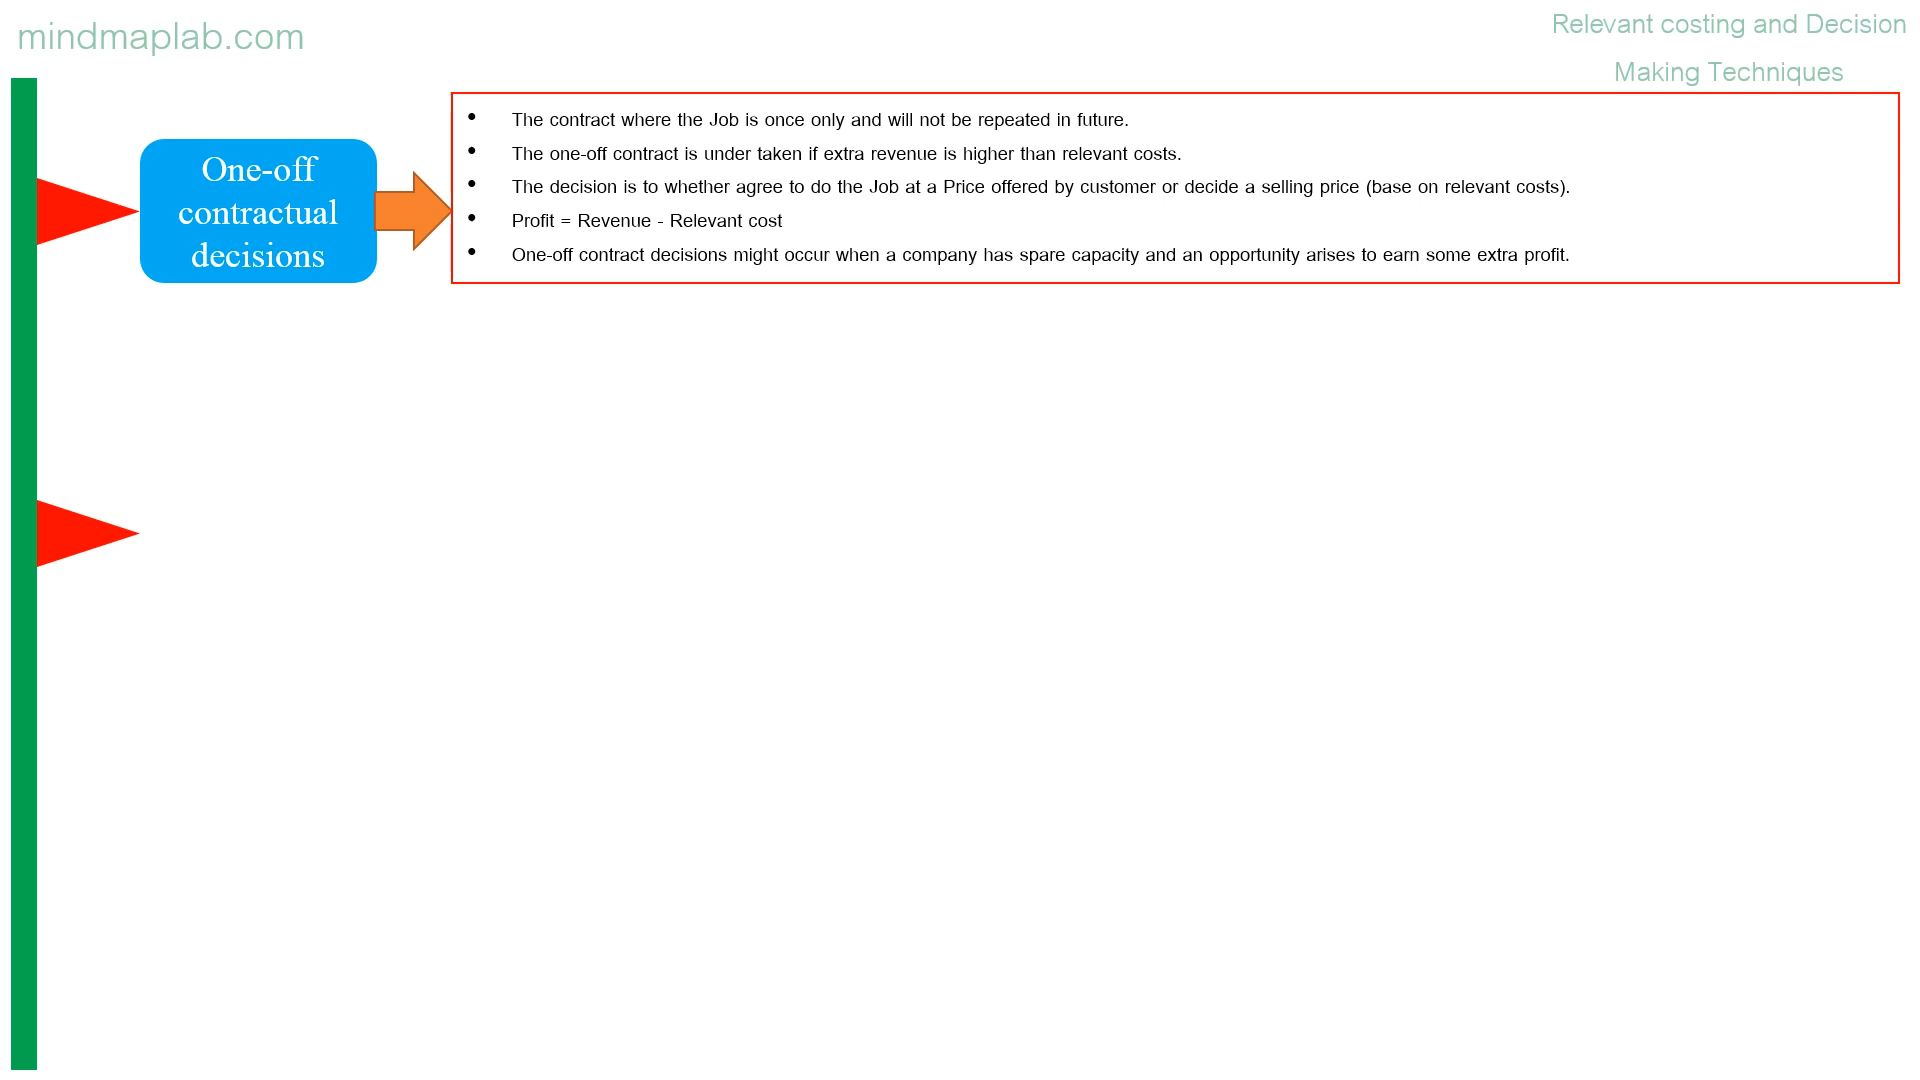 mindmaplab.com
Relevant costing and Decision
Making Techniques
One-off
contractual
decisions
• The contract where the Job is once only and will not be repeated in future.
• The one-off contract is under taken if extra revenue is higher than relevant costs.
• The decision is to whether agree to do the Job at a Price offered by customer or decide a selling price (base on relevant costs).
• Profit = Revenue - Relevant cost
• One-off contract decisions might occur when a company has spare capacity and an opportunity arises to earn some extra profit.